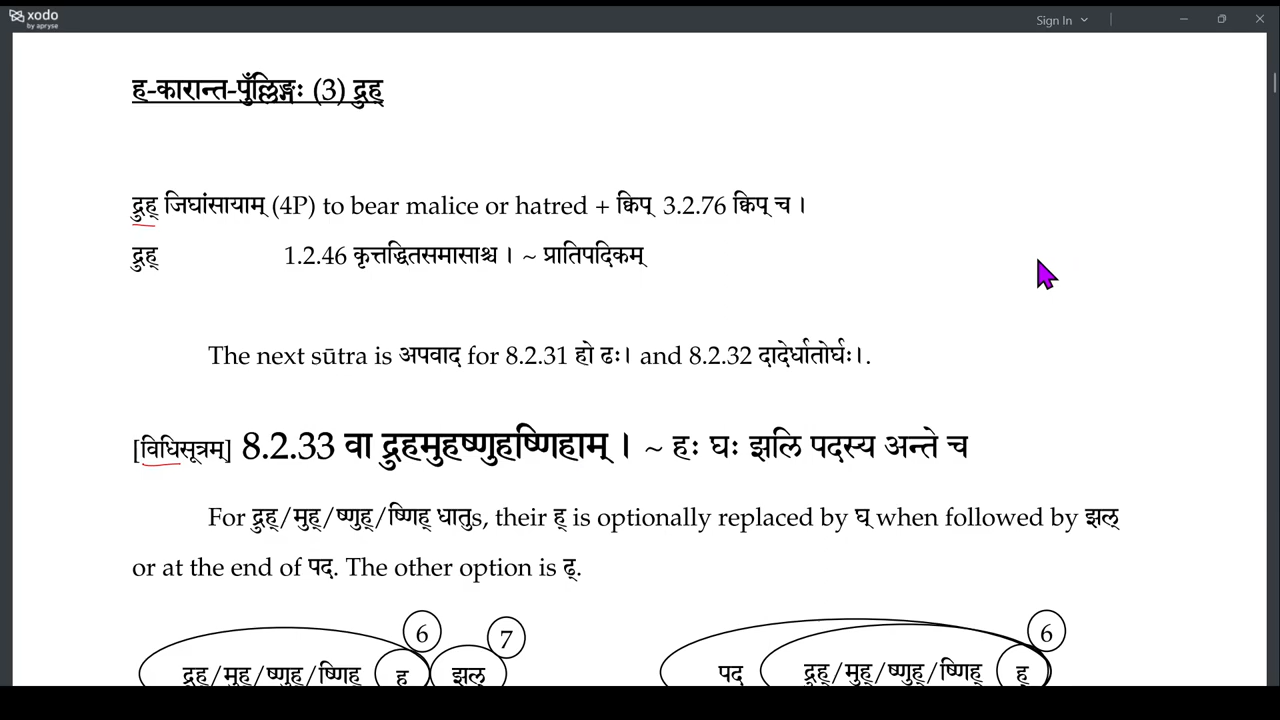 xodo
by apryse
Sign In
ह-कारान्त-पुँल्लिङ्गः (3) द्रुह्
द्रुह् जिघांसायाम् (4P) to bear malice or hatred + क्विप् 3.2.76 क्विप् च ।
द्रुह् 1.2.46 कृत्तद्धितसमासाश्च । ~ प्रातिपदिकम्
The next sūtra is अपवाद for 8.2.31 हो ढः। and 8.2.32 दादेर्धातोर्घः।.
[विधिसूत्रम्] 8.2.33 वा द्रुहमुहष्णुहष्णिहाम् । ~ हः घः झलि पदस्य अन्ते च
For द्रुह्/मुह्/ष्णुह्/ष्णिह् धातुs, their ह् is optionally replaced by घ् when followed by झल्
or at the end of पद. The other option is ढ्.
6 7 6
द्रुह्/मुह्/ष्णुह्/ष्णिह् ह् झल् पद द्रुह्/मुह्/ष्णुह्/ष्णिह् ह्